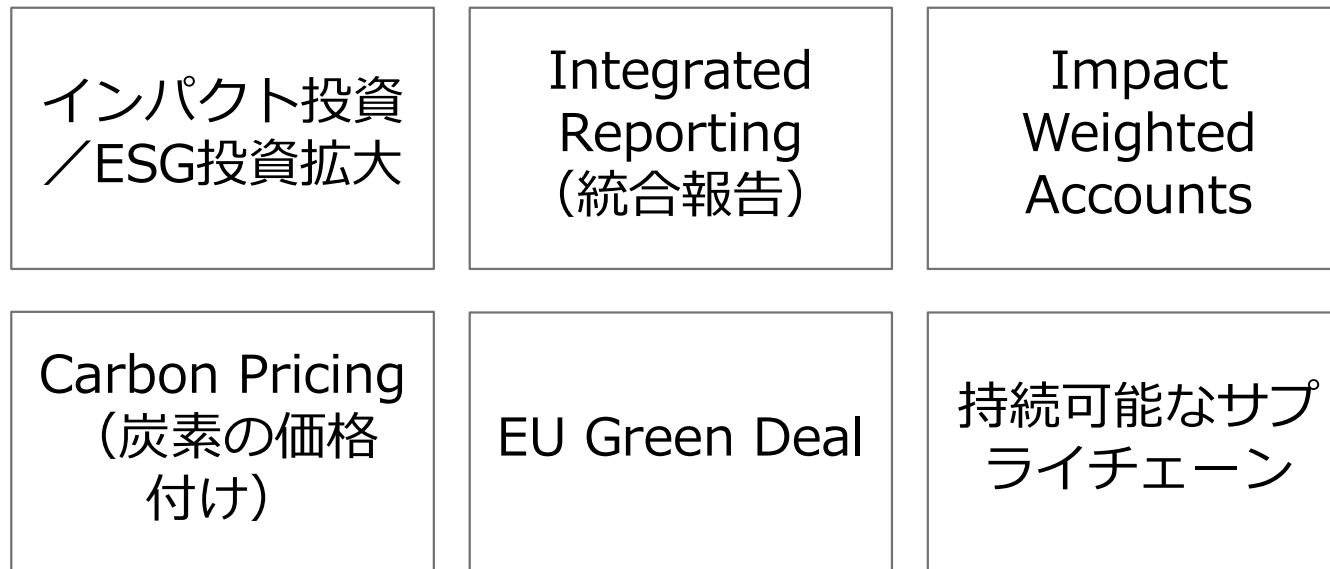 インパクト投資
／ESG投資拡大
Integrated
Reporting
（統合報告）
Impact
Weighted
Accounts
Carbon Pricing
（炭素の価格
付け）
EU Green Deal
持続可能なサプ
ライチェーン